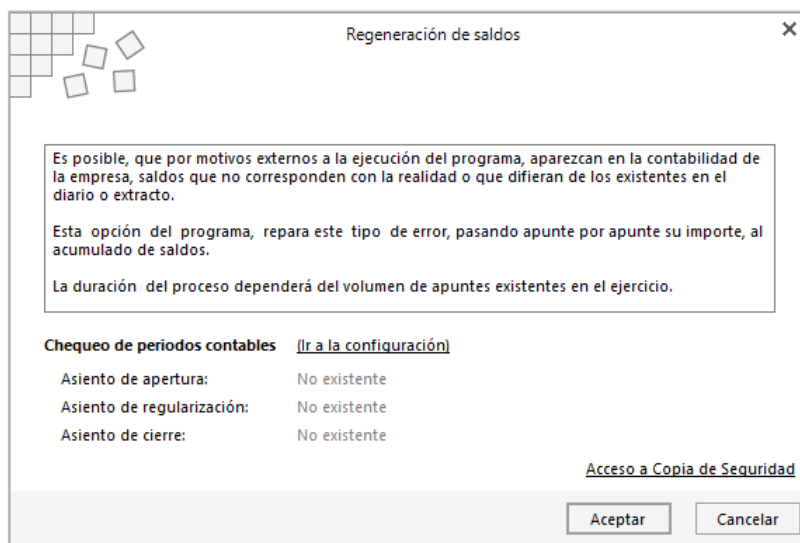 Regeneración de saldos
Es posible, que por motivos externos a la ejecución del programa, aparezcan en la contabilidad de
la empresa, saldos que no corresponden con la realidad o que difieran de los existentes en el
diario o extracto.
Esta opción del programa, repara este tipo de error, pasando apunte por apunte su importe, al
acumulado de saldos.
La duración del proceso dependerá del volumen de apuntes existentes en el ejercicio.
Chequeo de periodos contables (Ir a la configuración)
Asiento de apertura: No existente
Asiento de regularización: No existente
Asiento de cierre: No existente
Acceso a Copia de Seguridad
Aceptar Cancelar